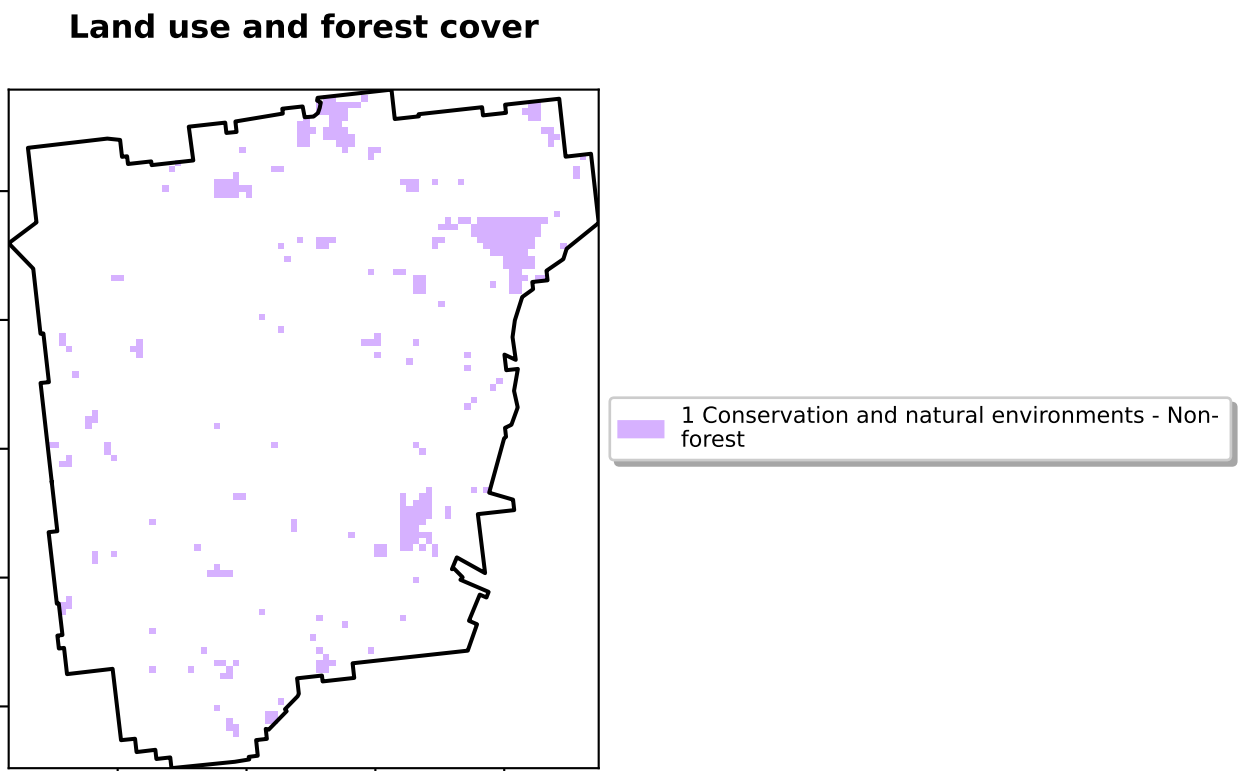 Land use and forest cover
1 Conservation and natural environments - Non-
forest